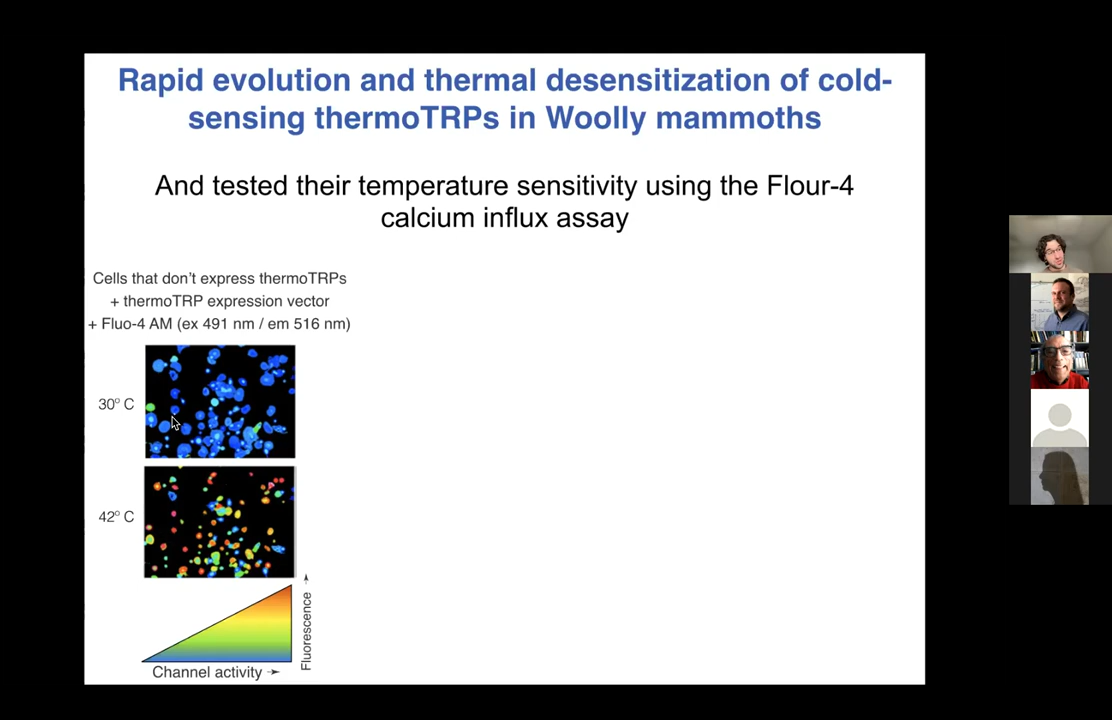 Rapid evolution and thermal desensitization of cold-
sensing thermoTRPs in Woolly mammoths
And tested their temperature sensitivity using the Flour-4
calcium influx assay
Cells that don't express thermoTRPs
+ thermoTRP expression vector
+ Fluo-4 AM (ex 491 nm / em 516 nm)
30º C
42º C
Fluorescence →
Channel activity →